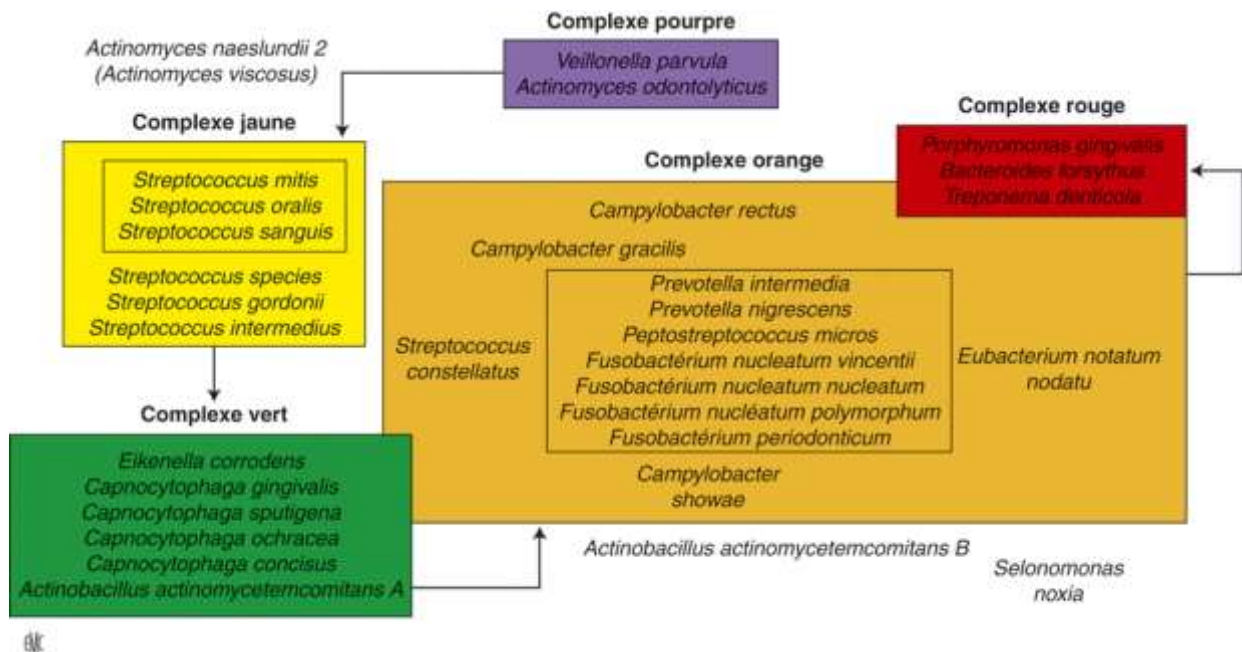 Complexe pourpre
Actinomyces naeslundii 2
(Actinomyces viscosus)
Veillonella parvula
Actinomyces odontolyticus
Complexe jaune
Complexe rouge
Streptococcus mitis
Streptococcus oralis
Streptococcus sanguis
Streptococcus species
Streptococcus gordonii
Streptococcus intermedius
Complexe orange
Porphyromonas gingivalis
Bacteroides forsythus
Treponema denticola
Campylobacter rectus
Campylobacter gracilis
Prevotella intermedia
Prevotella nigrescens
Peptostreptococcus micros
Fusobactérium nucleatum vincentii
Fusobactérium nucleatum nucleatum
Fusobactérium nucléatum polymorphum
Fusobactérium periodonticum
Streptococcus
constellatus
Eubacterium notatum
nodatu
Campylobacter
showae
Complexe vert
Eikenella corrodens
Capnocytophaga gingivalis
Capnocytophaga sputigena
Capnocytophaga ochracea
Capnocytophaga concisus
Actinobacillus actinomycetemcomitans A
Actinobacillus actinomycetemcomitans B
Selonomonas
noxia
EMC